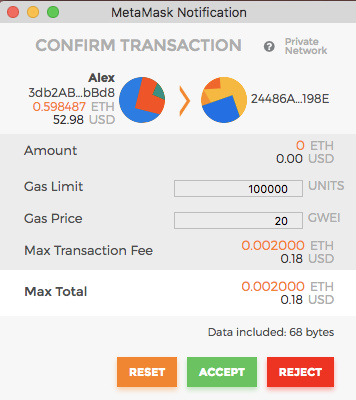 MetaMask Notification
CONFIRM TRANSACTION ? Private Network
Alex
3db2AB...bBd8
0.598487 ETH
52.98 USD
24486A...198E
Amount 0 ETH
0.00 USD
Gas Limit 100000 UNITS
Gas Price 20 GWEI
Max Transaction Fee 0.002000 ETH
0.18 USD
Max Total 0.002000 ETH
0.18 USD
Data included: 68 bytes
RESET ACCEPT REJECT